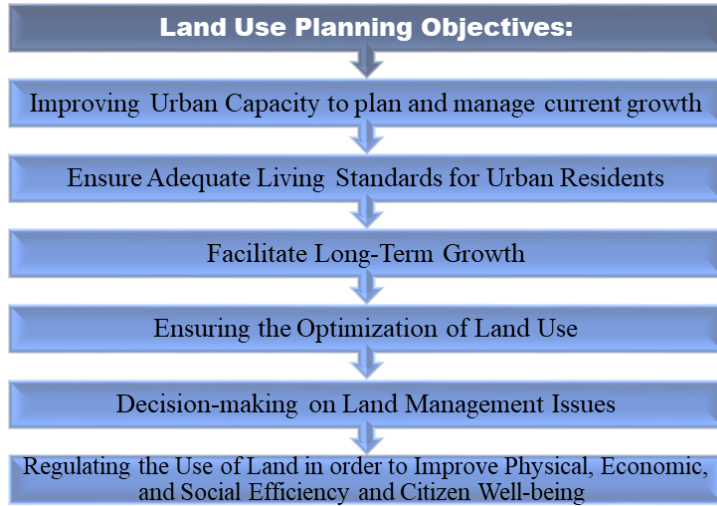 Land Use Planning Objectives:
Improving Urban Capacity to plan and manage current growth
Ensure Adequate Living Standards for Urban Residents
Facilitate Long-Term Growth
Ensuring the Optimization of Land Use
Decision-making on Land Management Issues
Regulating the Use of Land in order to Improve Physical, Economic,
and Social Efficiency and Citizen Well-being